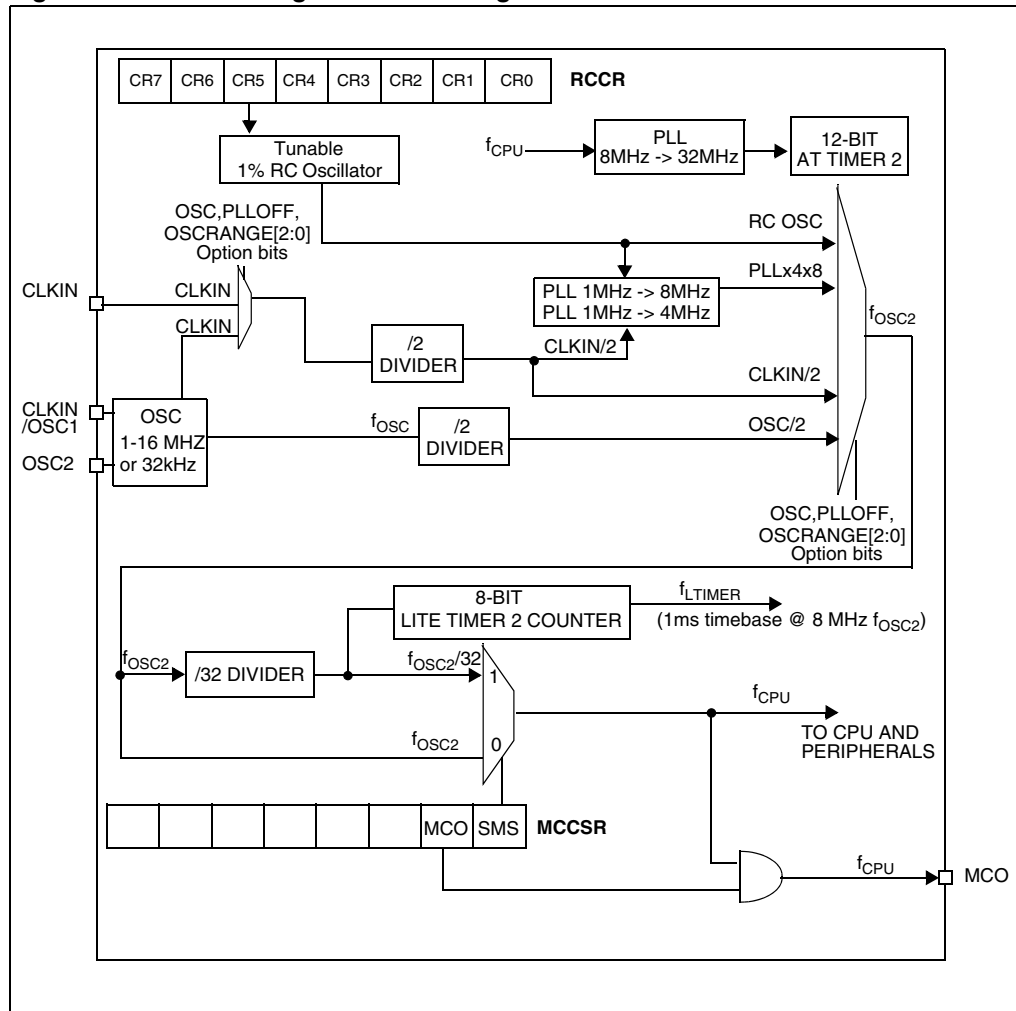 CR7 CR6 CR5 CR4 CR3 CR2 CR1 CR0 RCCR
Tunable
1% RC Oscillator
fCPU
PLL
8MHz -> 32MHz
12-BIT
AT TIMER 2
OSC,PLLOFF,
OSCRANGE[2:0]
Option bits
RC OSC
PLLx4x8
CLKIN
CLKIN
CLKIN
PLL 1MHz -> 8MHz
PLL 1MHz -> 4MHz
fOSC2
/2
DIVIDER
CLKIN/2
CLKIN/2
CLKIN
/OSC1
OSC2
OSC
1-16 MHZ
or 32kHz
fOSC
/2
DIVIDER
OSC/2
OSC,PLLOFF,
OSCRANGE[2:0]
Option bits
8-BIT
LITE TIMER 2 COUNTER
fLTIMER
(1ms timebase @ 8 MHz fOSC2)
fOSC2
/32 DIVIDER
fOSC2/32
1
fCPU
TO CPU AND
PERIPHERALS
fOSC2
0
MCO SMS MCCSR
fCPU
MCO